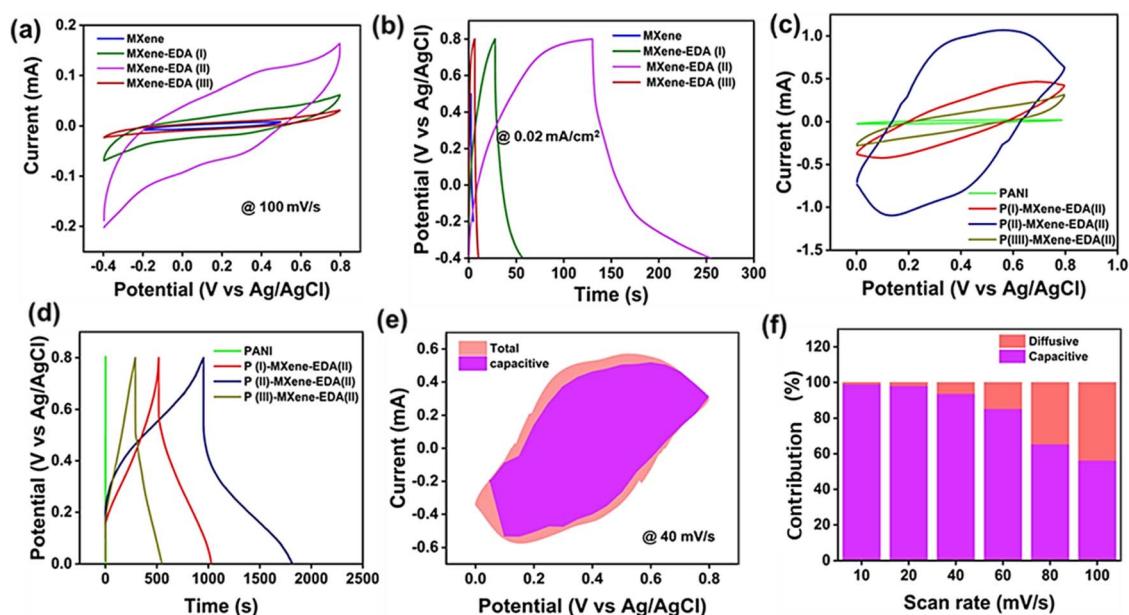 (a)
0.2
0.1
0.0
-0.1
-0.2
Current (mA)
MXene
MXene-EDA (I)
MXene-EDA (II)
MXene-EDA (III)
@ 100 mV/s
-0.4 -0.2 0.0 0.2 0.4 0.6 0.8
Potential (V vs Ag/AgCl)
(b)
0.8
0.4
0.0
-0.4
Potential (V vs Ag/AgCl)
MXene
MXene-EDA (I)
MXene-EDA (II)
MXene-EDA (III)
@ 0.02 mA/cm²
0 50 100 150 200 250 300
Time (s)
(c)
1.0
0.5
0.0
-0.5
-1.0
-1.5
Current (mA)
PANI
P(I)-MXene-EDA(II)
P(II)-MXene-EDA(II)
P(IIII)-MXene-EDA(II)
0.0 0.2 0.4 0.6 0.8 1.0
Potential (V vs Ag/AgCl)
(d)
1.0
0.8
0.6
0.4
0.2
0.0
Potential (V vs Ag/AgCl)
PANI
P (I)-MXene-EDA(II)
P (II)-MXene-EDA(II)
P (III)-MXene-EDA(II)
0 500 1000 1500 2000 2500
Time (s)
(e)
0.6
0.4
0.2
0.0
-0.2
-0.4
-0.6
Current (mA)
Total
capacitive
@ 40 mV/s
0.0 0.2 0.4 0.6 0.8
Potential (V vs Ag/AgCl)
(f)
120
100
80
60
40
20
0
Contribution (%)
Diffusive
Capacitive
10 20 40 60 80 100
Scan rate (mV/s)